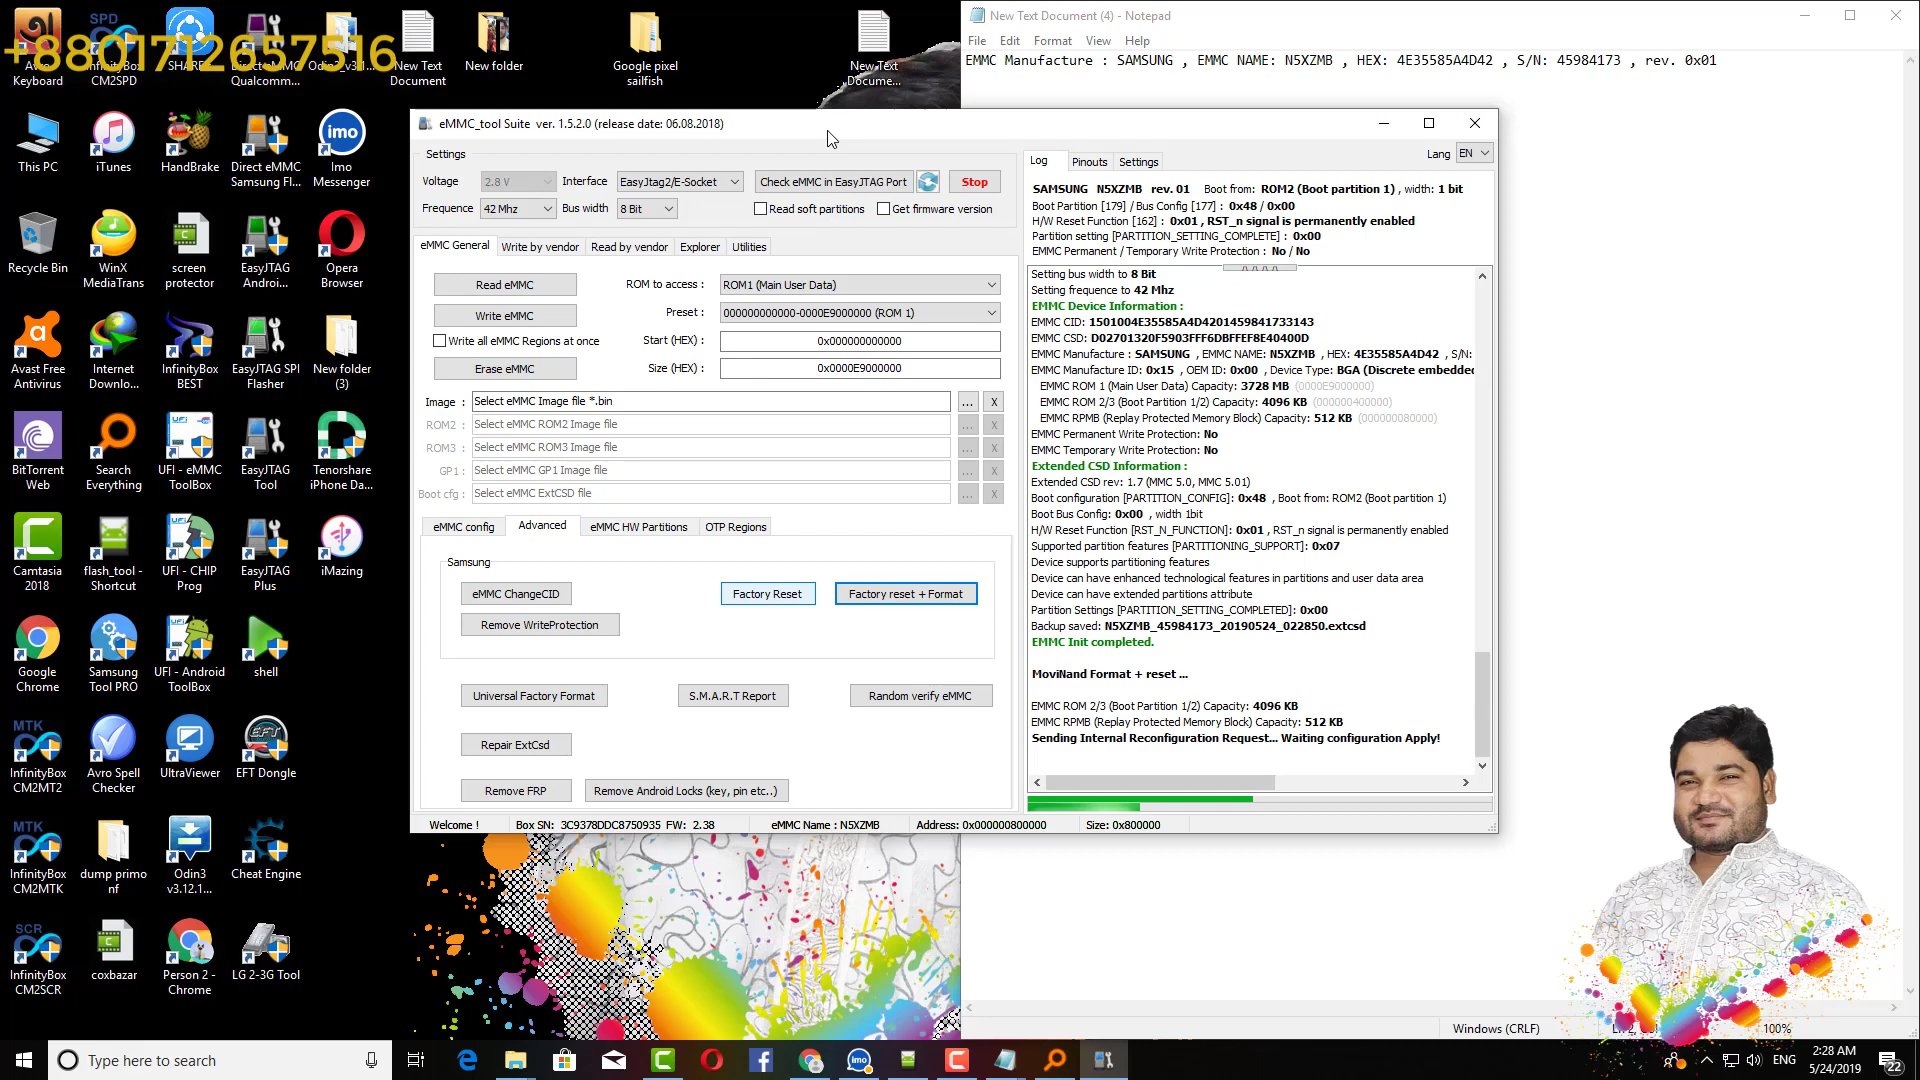 +8801712657516
Avro
Keyboard
InfinityBox
CM2SPD
SHARE
Direct eMMC
Qualcomm...
Odin3_v3.1...
New Text
Document
New folder
Google pixel
sailfish
New Text
Docume...
This PC
iTunes
HandBrake
Direct eMMC
Samsung Fl...
Imo
Messenger
Recycle Bin
WinX
MediaTrans
screen
protector
EasyJTAG
Androi...
Opera
Browser
Avast Free
Antivirus
Internet
Downlo...
InfinityBox
BEST
EasyJTAG SPI
Flasher
New folder
(3)
BitTorrent
Web
Search
Everything
UFI - eMMC
ToolBox
EasyJTAG
Tool
Tenorshare
iPhone Da...
Camtasia
2018
flash_tool -
Shortcut
UFI - CHIP
Prog
EasyJTAG
Plus
iMazing
Google
Chrome
Samsung
Tool PRO
UFI - Android
ToolBox
shell
InfinityBox
CM2MT2
Avro Spell
Checker
UltraViewer
EFT Dongle
InfinityBox
CM2MTK
dump primo
nf
Odin3
v3.12.1...
Cheat Engine
InfinityBox
CM2SCR
coxbazar
Person 2 -
Chrome
LG 2-3G Tool
New Text Document (4) - Notepad
File Edit Format View Help
EMMC Manufacture : SAMSUNG , EMMC NAME: N5XZMB , HEX: 4E35585A4D42 , S/N: 45984173 , rev. 0x01
eMMC_tool Suite ver. 1.5.2.0 (release date: 06.08.2018)
Settings
Voltage 2.8 V Interface EasyJtag2/E-Socket Check eMMC in EasyJTAG Port Stop
Frequence 42 Mhz Bus width 8 Bit Read soft partitions Get firmware version
eMMC General Write by vendor Read by vendor Explorer Utilities
Read eMMC ROM to access : ROM1 (Main User Data)
Write eMMC Preset : 000000000000-0000E9000000 (ROM 1)
Write all eMMC Regions at once Start (HEX) : 0x000000000000
Erase eMMC Size (HEX) : 0x0000E9000000
Image : Select eMMC Image file *.bin ... X
ROM2 : Select eMMC ROM2 Image file ... X
ROM3 : Select eMMC ROM3 Image file ... X
GP1 : Select eMMC GP1 Image file ... X
Boot cfg : Select eMMC ExtCSD file ... X
eMMC config Advanced eMMC HW Partitions OTP Regions
Samsung
eMMC ChangeCID Factory Reset Factory reset + Format
Remove WriteProtection
Universal Factory Format S.M.A.R.T Report Random verify eMMC
Repair ExtCsd
Remove FRP Remove Android Locks (key, pin etc..)
Welcome ! Box SN: 3C9378DDC8750935 FW: 2.38 eMMC Name : N5XZMB Address: 0x000000800000 Size: 0x800000
Log Pinouts Settings Lang EN
SAMSUNG N5XZMB rev. 01 Boot from: ROM2 (Boot partition 1) , width: 1 bit
Boot Partition [179] / Bus Config [177] : 0x48 / 0x00
H/W Reset Function [162] : 0x01 , RST_n signal is permanently enabled
Partition setting [PARTITION_SETTING_COMPLETE] : 0x00
EMMC Permanent / Temporary Write Protection : No / No
Setting bus width to 8 Bit
Setting frequence to 42 Mhz
EMMC Device Information :
EMMC CID: 1501004E35585A4D4201459841733143
EMMC CSD: D02701320F5903FFF6DBFFEF8E40400D
EMMC Manufacture : SAMSUNG , EMMC NAME: N5XZMB , HEX: 4E35585A4D42 , S/N:
EMMC Manufacture ID: 0x15 , OEM ID: 0x00 , Device Type: BGA (Discrete embedde
EMMC ROM 1 (Main User Data) Capacity: 3728 MB (0000E9000000)
EMMC ROM 2/3 (Boot Partition 1/2) Capacity: 4096 KB (000000400000)
EMMC RPMB (Replay Protected Memory Block) Capacity: 512 KB (000000080000)
EMMC Permanent Write Protection: No
EMMC Temporary Write Protection: No
Extended CSD Information :
Extended CSD rev: 1.7 (MMC 5.0, MMC 5.01)
Boot configuration [PARTITION_CONFIG]: 0x48 , Boot from: ROM2 (Boot partition 1)
Boot Bus Config: 0x00 , width 1bit
H/W Reset Function [RST_N_FUNCTION]: 0x01 , RST_n signal is permanently enabled
Supported partition features [PARTITIONING_SUPPORT]: 0x07
Device supports partitioning features
Device can have enhanced technological features in partitions and user data area
Device can have extended partitions attribute
Partition Settings [PARTITION_SETTING_COMPLETED]: 0x00
Backup saved: N5XZMB_45984173_20190524_022850.extcsd
EMMC Init completed.
MoviNand Format + reset ...
EMMC ROM 2/3 (Boot Partition 1/2) Capacity: 4096 KB
EMMC RPMB (Replay Protected Memory Block) Capacity: 512 KB
Sending Internal Reconfiguration Request... Waiting configuration Apply!
Windows (CRLF) 100%
Type here to search
ENG
2:28 AM
5/24/2019
22